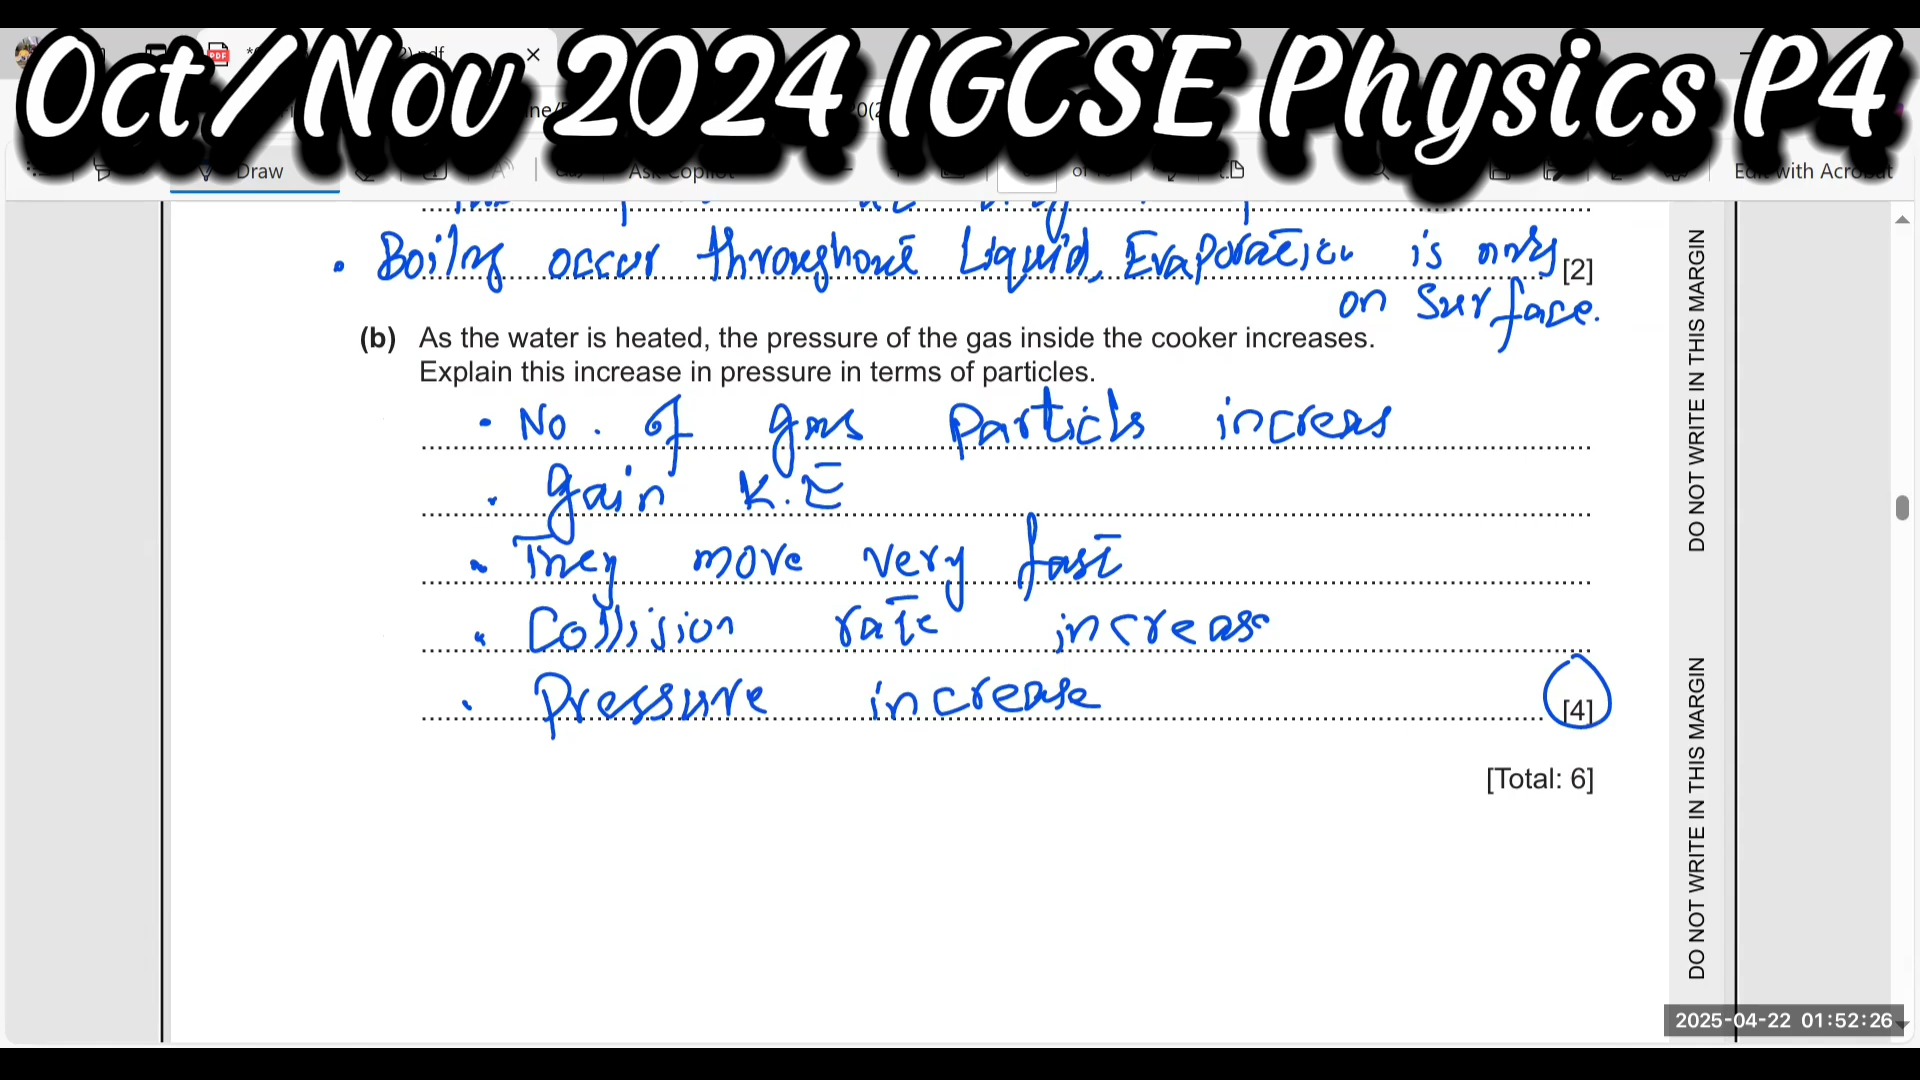 Oct/Nov 2024 IGCSE Physics P4
Draw
Ask Copilot
Edit with Acrobat
• Boiling occur throughout Liquid, Evaporation is only [2]
on surface.
(b) As the water is heated, the pressure of the gas inside the cooker increases.
Explain this increase in pressure in terms of particles.
• No. of gas particls increas
• gain K.E
• They move very fast
• Collision rate increase
• Pressure increase [4]
[Total: 6]
DO NOT WRITE IN THIS MARGIN
DO NOT WRITE IN THIS MARGIN
2025-04-22 01:52:26